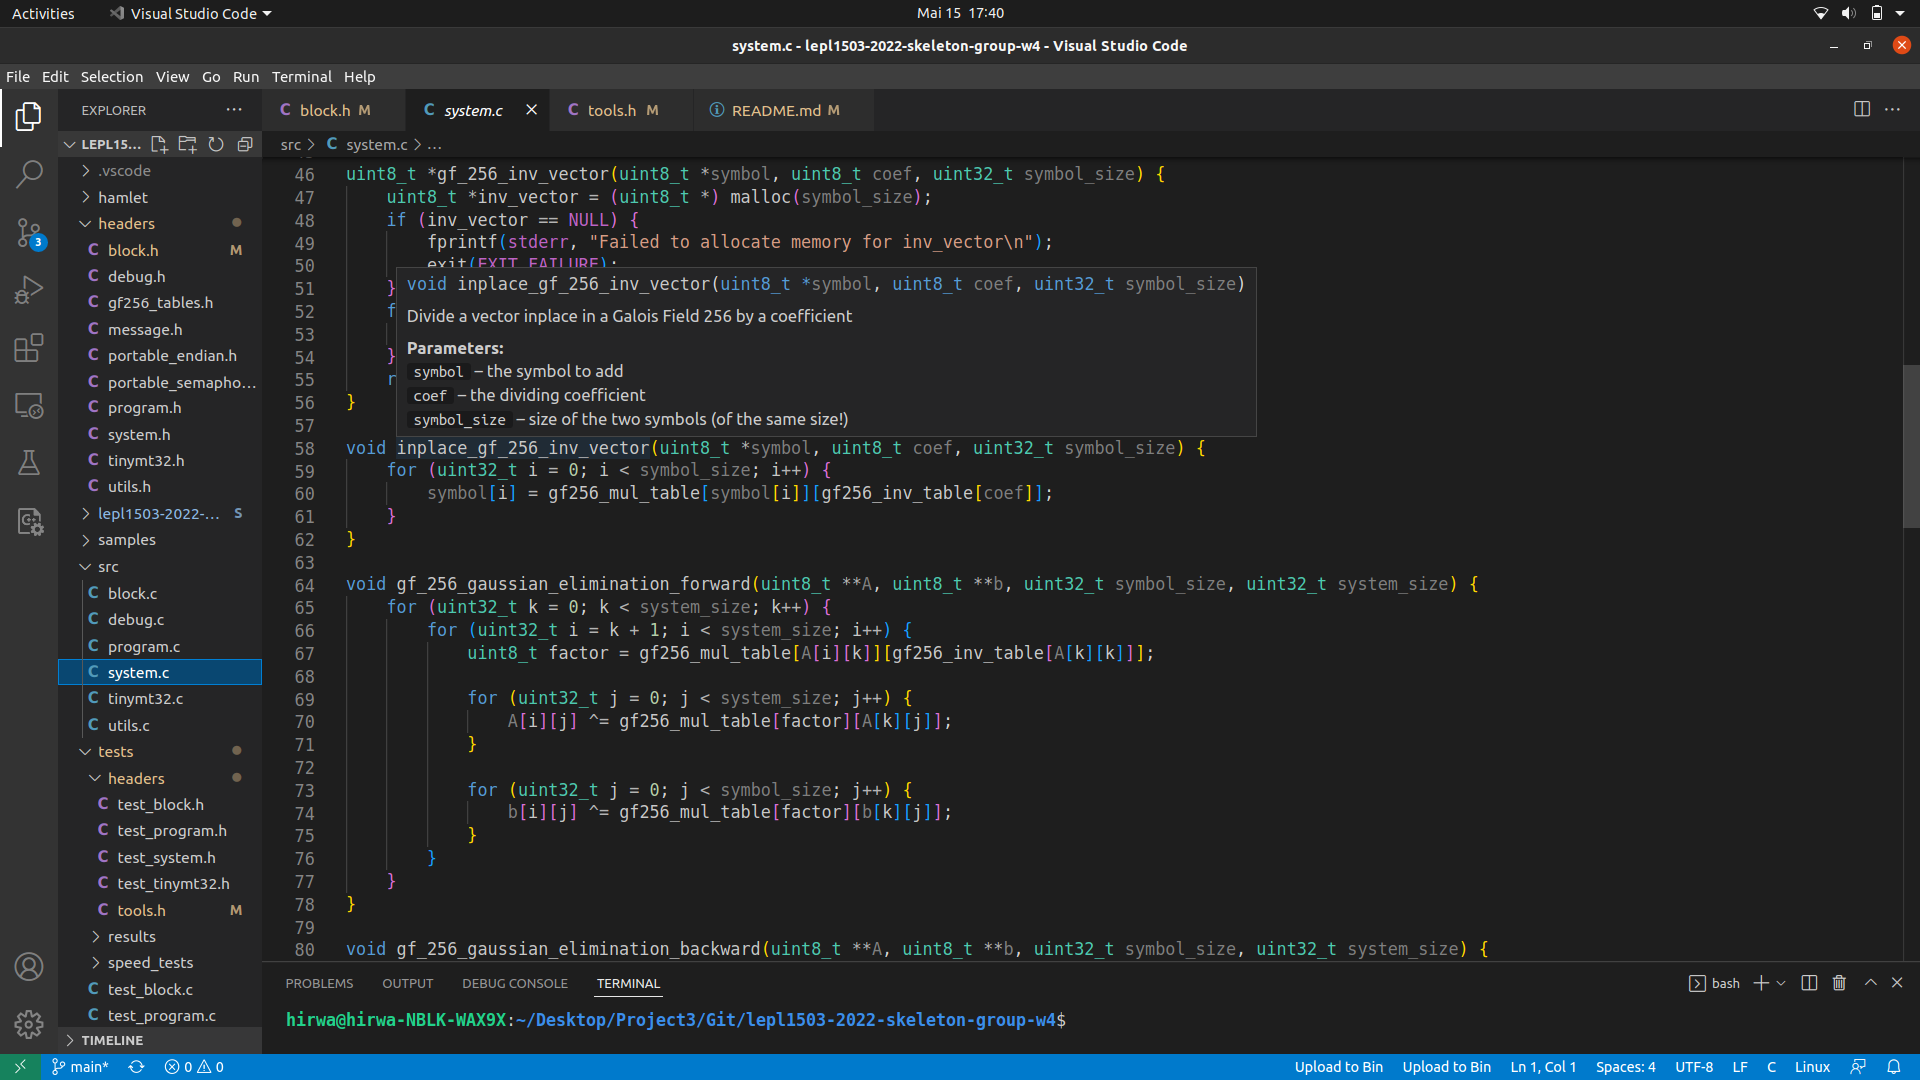 Activities
Visual Studio Code
Mai 15 17:40
system.c - lepl1503-2022-skeleton-group-w4 - Visual Studio Code
File Edit Selection View Go Run Terminal Help
EXPLORER
LEPL15...
.vscode
hamlet
headers
C block.h M
C debug.h
C gf256_tables.h
C message.h
C portable_endian.h
C portable_semapho...
C program.h
C system.h
C tinymt32.h
C utils.h
lepl1503-2022-... S
samples
src
C block.c
C debug.c
C program.c
C system.c
C tinymt32.c
C utils.c
tests
headers
C test_block.h
C test_program.h
C test_system.h
C test_tinymt32.h
C tools.h M
results
speed_tests
C test_block.c
C test_program.c
TIMELINE
3
C block.h M
C system.c
C tools.h M
README.md M
src > C system.c > ...
46 uint8_t *gf_256_inv_vector(uint8_t *symbol, uint8_t coef, uint32_t symbol_size) {
47 uint8_t *inv_vector = (uint8_t *) malloc(symbol_size);
48 if (inv_vector == NULL) {
49 fprintf(stderr, "Failed to allocate memory for inv_vector\n");
50 exit(EXIT_FAILURE);
51 }
52 f
53
54 }
55 r
56 }
57
void inplace_gf_256_inv_vector(uint8_t *symbol, uint8_t coef, uint32_t symbol_size)
Divide a vector inplace in a Galois Field 256 by a coefficient
Parameters:
symbol – the symbol to add
coef – the dividing coefficient
symbol_size – size of the two symbols (of the same size!)
58 void inplace_gf_256_inv_vector(uint8_t *symbol, uint8_t coef, uint32_t symbol_size) {
59 for (uint32_t i = 0; i < symbol_size; i++) {
60 symbol[i] = gf256_mul_table[symbol[i]][gf256_inv_table[coef]];
61 }
62 }
63
64 void gf_256_gaussian_elimination_forward(uint8_t **A, uint8_t **b, uint32_t symbol_size, uint32_t system_size) {
65 for (uint32_t k = 0; k < system_size; k++) {
66 for (uint32_t i = k + 1; i < system_size; i++) {
67 uint8_t factor = gf256_mul_table[A[i][k]][gf256_inv_table[A[k][k]]];
68
69 for (uint32_t j = 0; j < system_size; j++) {
70 A[i][j] ^= gf256_mul_table[factor][A[k][j]];
71 }
72
73 for (uint32_t j = 0; j < symbol_size; j++) {
74 b[i][j] ^= gf256_mul_table[factor][b[k][j]];
75 }
76 }
77 }
78 }
79
80 void gf_256_gaussian_elimination_backward(uint8_t **A, uint8_t **b, uint32_t symbol_size, uint32_t system_size) {
PROBLEMS OUTPUT DEBUG CONSOLE TERMINAL
bash
hirwa@hirwa-NBLK-WAX9X:~/Desktop/Project3/Git/lepl1503-2022-skeleton-group-w4$
main* 0 0
Upload to Bin Upload to Bin Ln 1, Col 1 Spaces: 4 UTF-8 LF C Linux